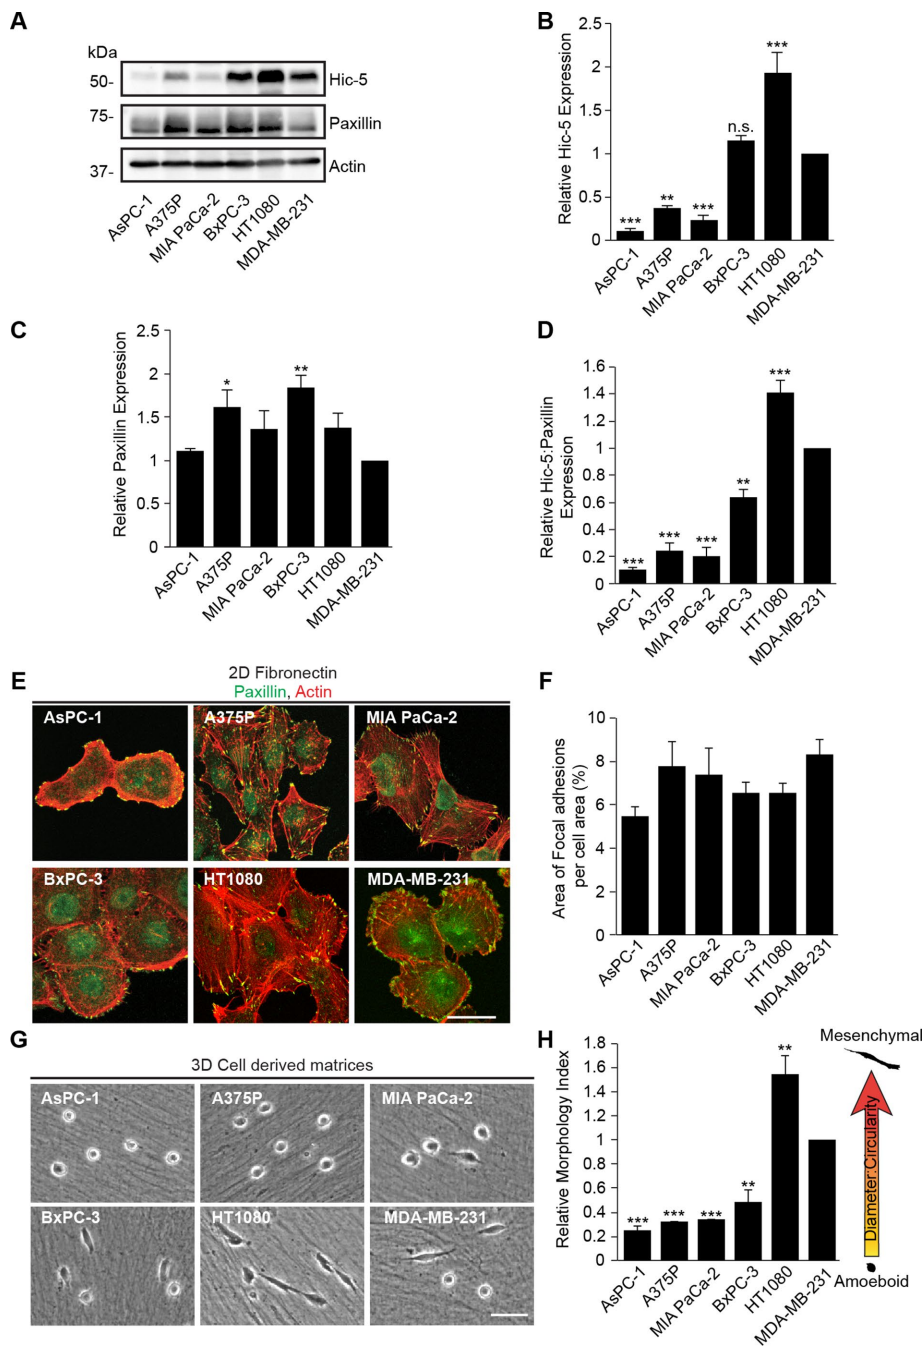 A
kDa
50-
Hic-5
75-
Paxillin
37-
Actin
AsPC-1
A375P
MIA PaCa-2
BxPC-3
HT1080
MDA-MB-231
B
Relative Hic-5 Expression
2.5
2
1.5
1
0.5
0
***
**
***
n.s.
***
AsPC-1
A375P
MIA PaCa-2
BxPC-3
HT1080
MDA-MB-231
C
Relative Paxillin Expression
2.5
2
1.5
1
0.5
0
*
**
AsPC-1
A375P
MIA PaCa-2
BxPC-3
HT1080
MDA-MB-231
D
Relative Hic-5:Paxillin
Expression
1.6
1.4
1.2
1
0.8
0.6
0.4
0.2
0
***
***
***
**
***
AsPC-1
A375P
MIA PaCa-2
BxPC-3
HT1080
MDA-MB-231
E
2D Fibronectin
Paxillin, Actin
AsPC-1
A375P
MIA PaCa-2
BxPC-3
HT1080
MDA-MB-231
F
Area of Focal adhesions
per cell area (%)
10
8
6
4
2
0
AsPC-1
A375P
MIA PaCa-2
BxPC-3
HT1080
MDA-MB-231
G
3D Cell derived matrices
AsPC-1
A375P
MIA PaCa-2
BxPC-3
HT1080
MDA-MB-231
H
Relative Morphology Index
1.8
1.6
1.4
1.2
1
0.8
0.6
0.4
0.2
0
***
***
***
**
**
AsPC-1
A375P
MIA PaCa-2
BxPC-3
HT1080
MDA-MB-231
Mesenchymal
Diameter:Circularity
Amoeboid